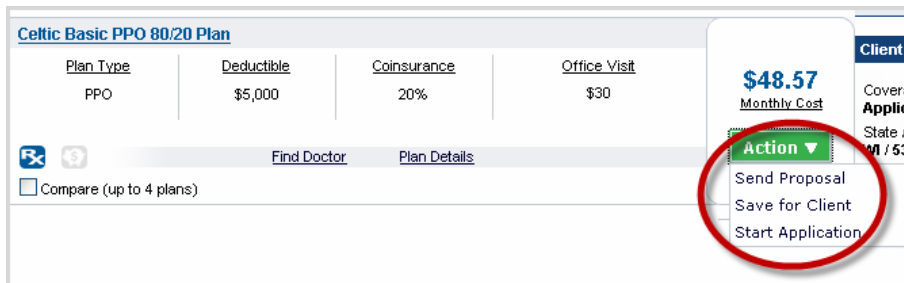 Celtic Basic PPO 80/20 Plan
Plan Type Deductible Coinsurance Office Visit
PPO $5,000 20% $30
$48.57
Monthly Cost
Action ▼
Send Proposal
Save for Client
Start Application
Rx $
Find Doctor Plan Details
Compare (up to 4 plans)
Client
State